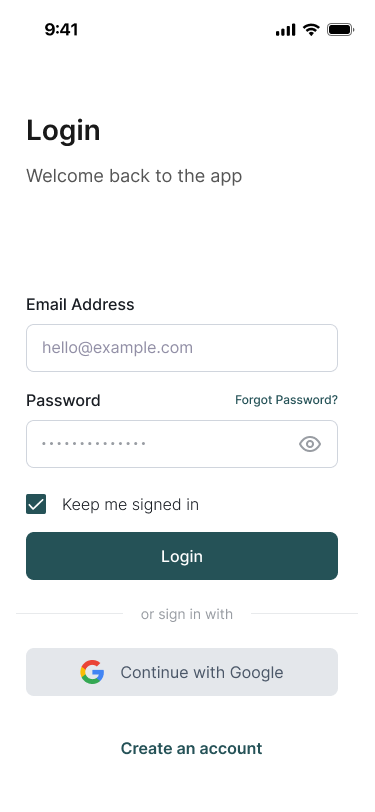 9:41
Login
Welcome back to the app
Email Address
hello@example.com
Password Forgot Password?
Keep me signed in
Login
or sign in with
Continue with Google
Create an account